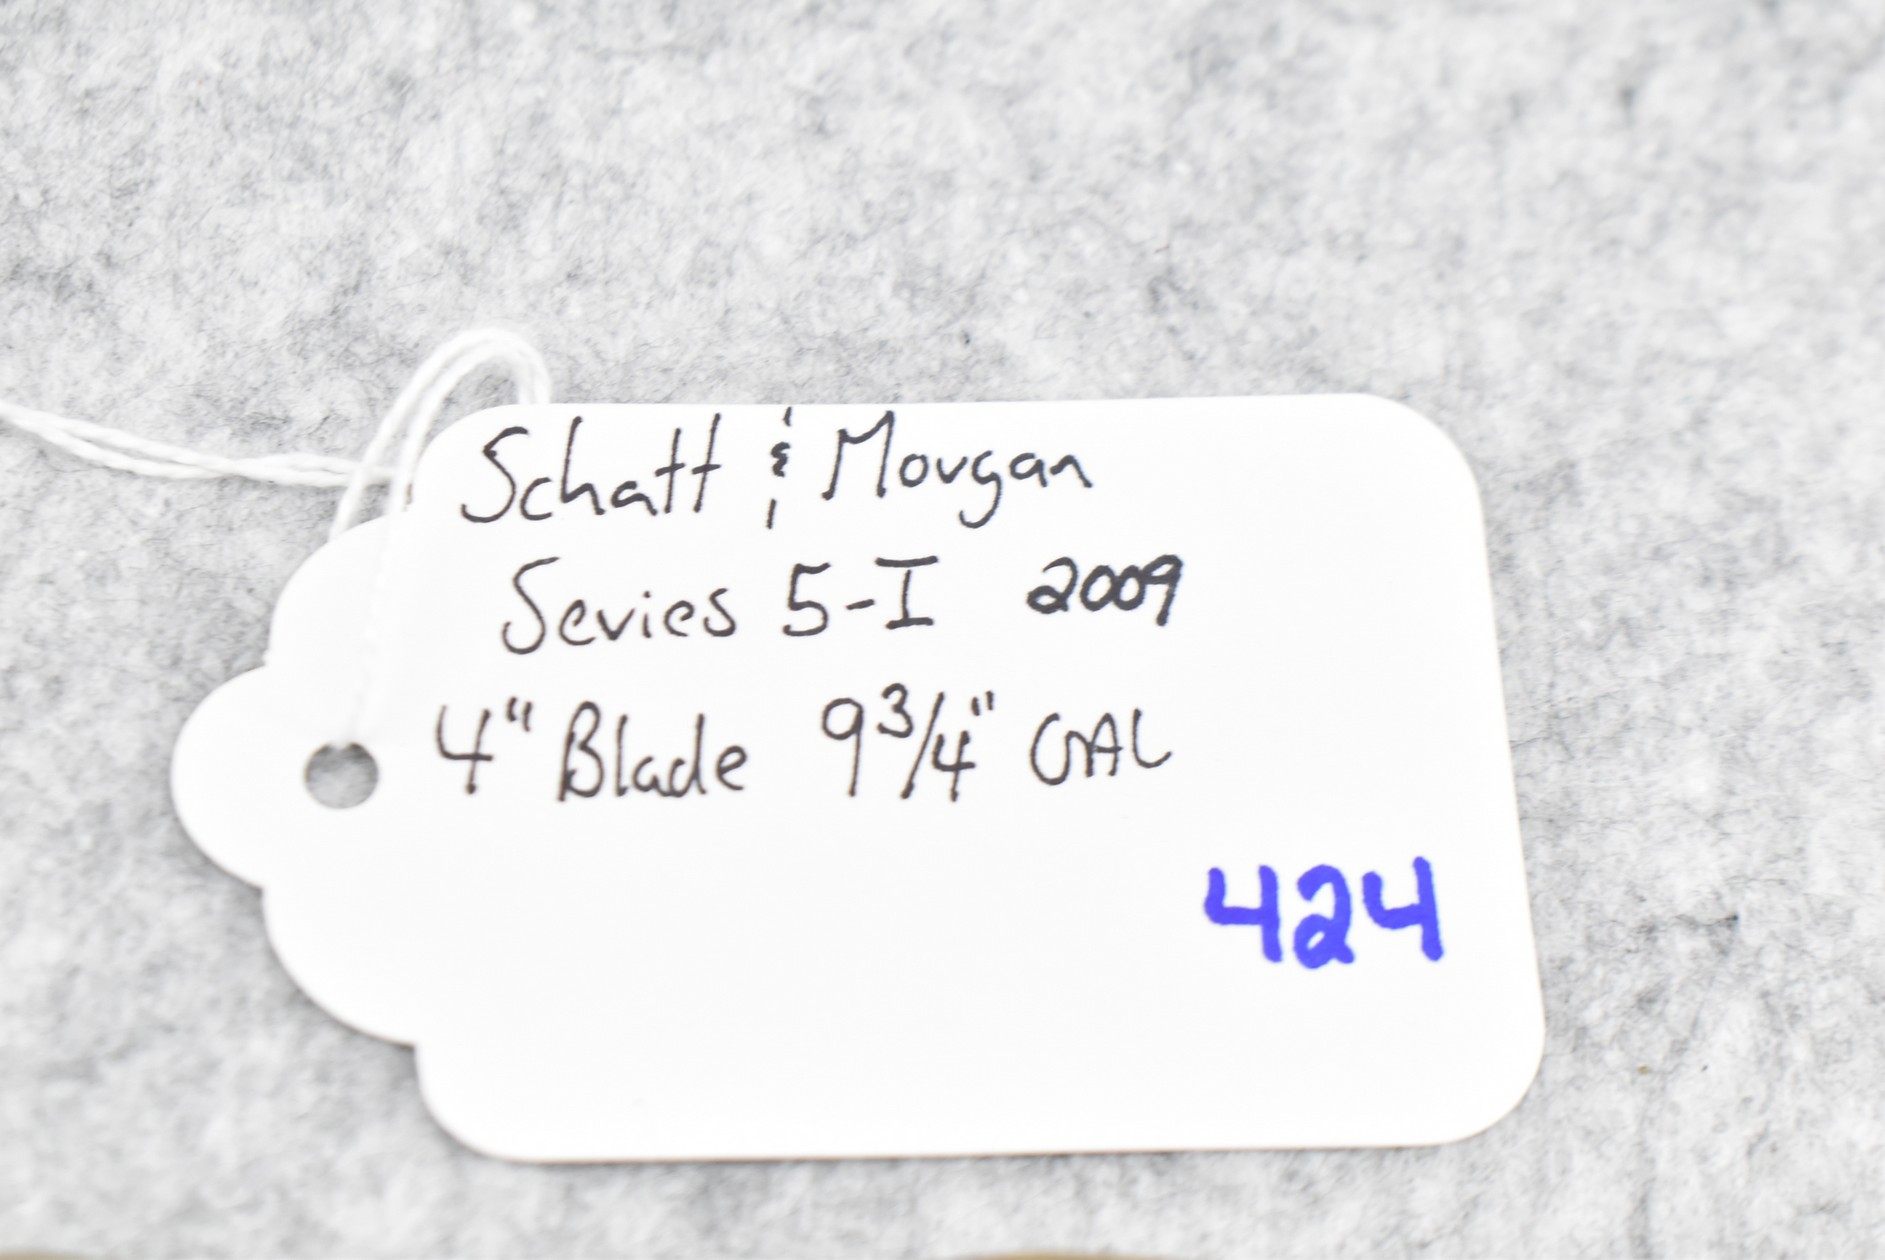 Schatt & Morgan
Series 5-I 2009
4" Blade 9 3/4" OAL
424